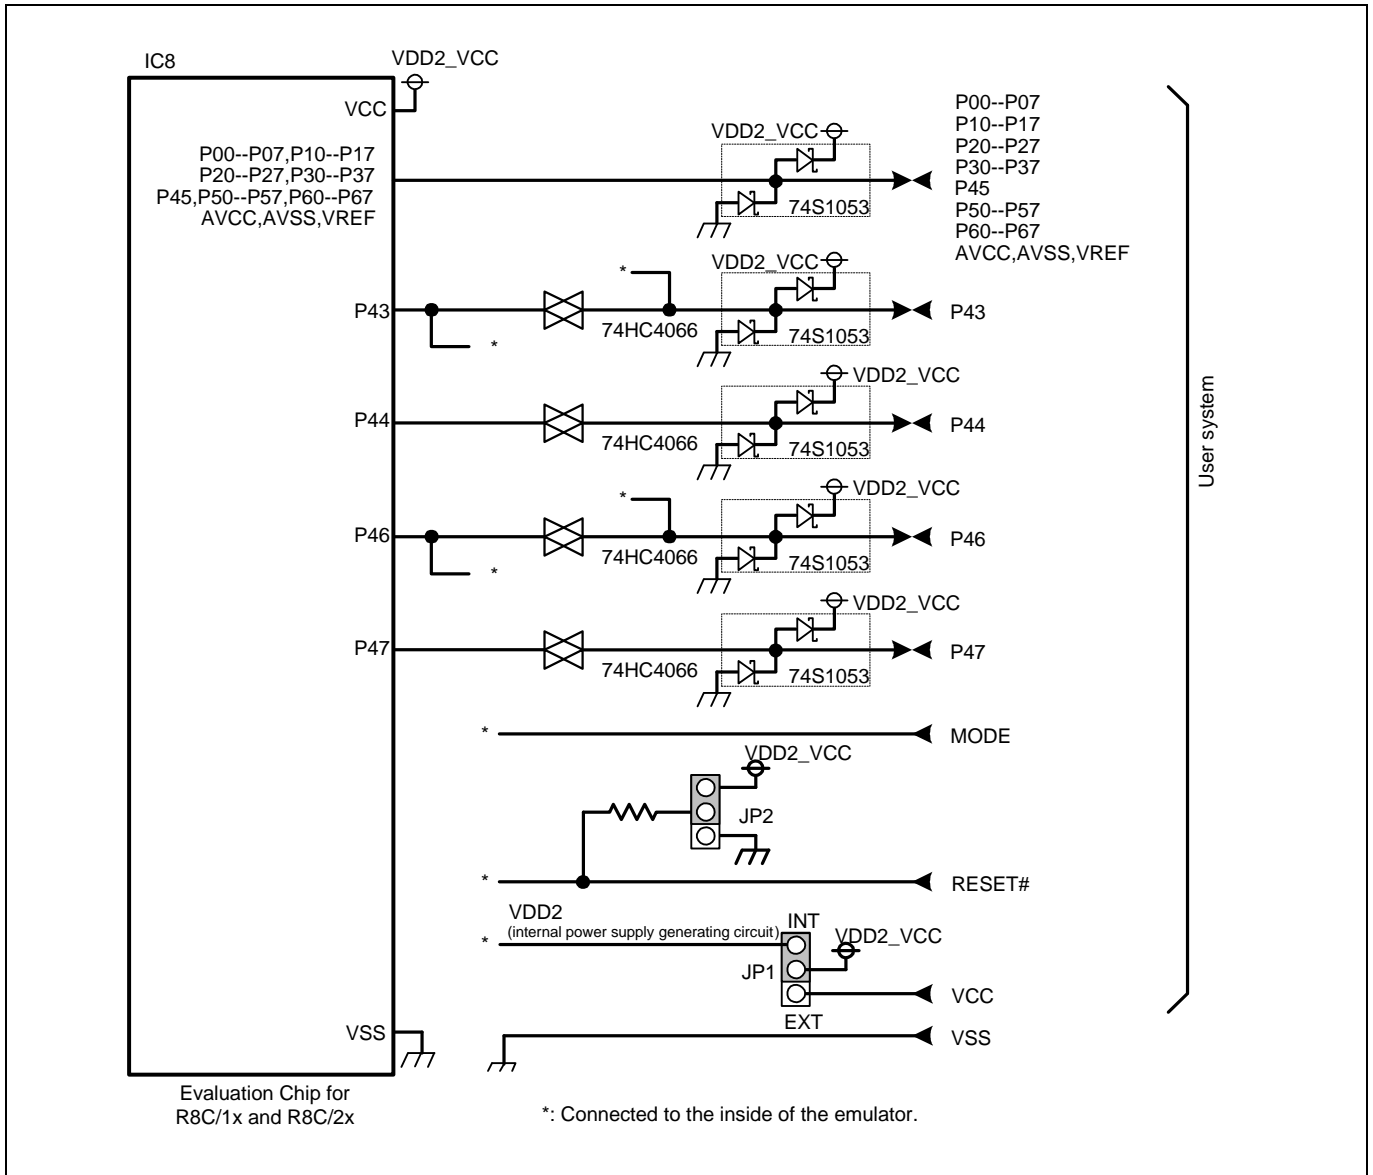 IC8
VDD2_VCC
VCC
P00--P07,P10--P17
P20--P27,P30--P37
P45,P50--P57,P60--P67
AVCC,AVSS,VREF
VDD2_VCC
74S1053
P00--P07
P10--P17
P20--P27
P30--P37
P45
P50--P57
P60--P67
AVCC,AVSS,VREF
P43
*
*
74HC4066
VDD2_VCC
74S1053
P43
P44
74HC4066
VDD2_VCC
74S1053
P44
P46
*
*
74HC4066
VDD2_VCC
74S1053
P46
P47
74HC4066
VDD2_VCC
74S1053
P47
User system
*
MODE
VDD2_VCC
JP2
*
RESET#
VDD2
(internal power supply generating circuit)
*
INT
VDD2_VCC
JP1
VCC
EXT
VSS
VSS
Evaluation Chip for
R8C/1x and R8C/2x
*: Connected to the inside of the emulator.